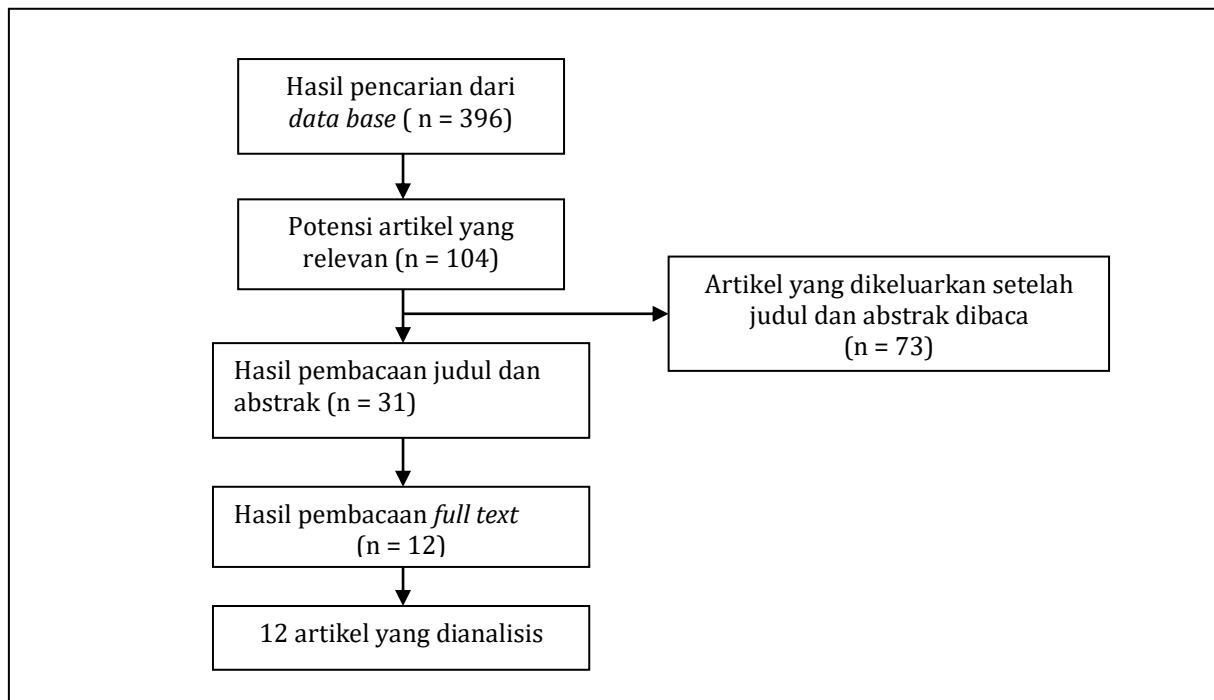 Hasil pencarian dari
data base ( n = 396)
Potensi artikel yang
relevan (n = 104)
Artikel yang dikeluarkan setelah
judul dan abstrak dibaca
(n = 73)
Hasil pembacaan judul dan
abstrak (n = 31)
Hasil pembacaan full text
(n = 12)
12 artikel yang dianalisis